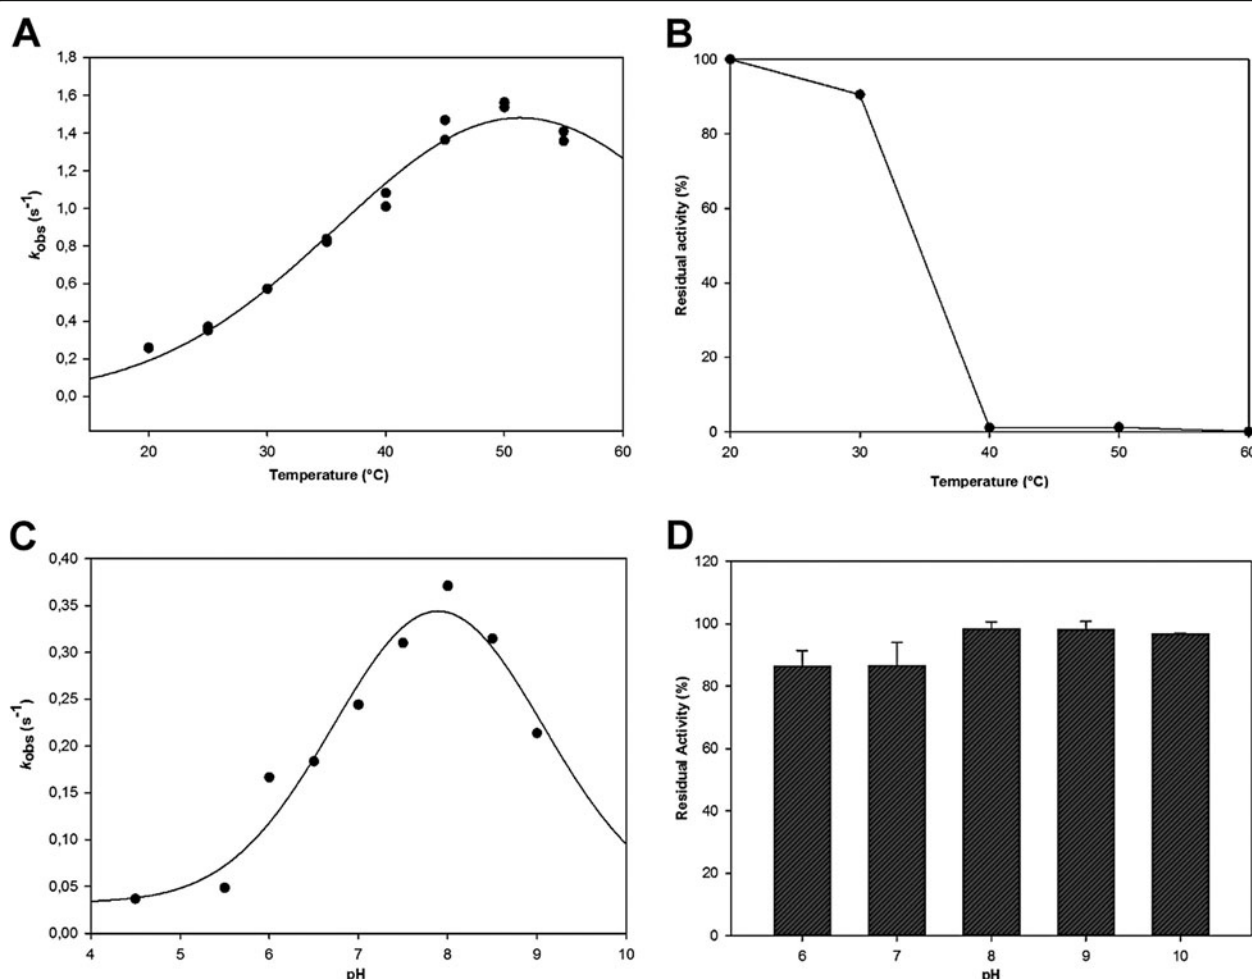 A
1,8
1,6
1,4
1,2
1,0
0,8
0,6
0,4
0,2
0,0
kobs (s-1)
20 30 40 50 60
Temperature (°C)
B
100
80
60
40
20
0
Residual activity (%)
20 30 40 50 60
Temperature (°C)
C
0,40
0,35
0,30
0,25
0,20
0,15
0,10
0,05
0,00
kobs (s-1)
4 5 6 7 8 9 10
pH
D
120
100
80
60
40
20
0
Residual Activity (%)
6 7 8 9 10
pH